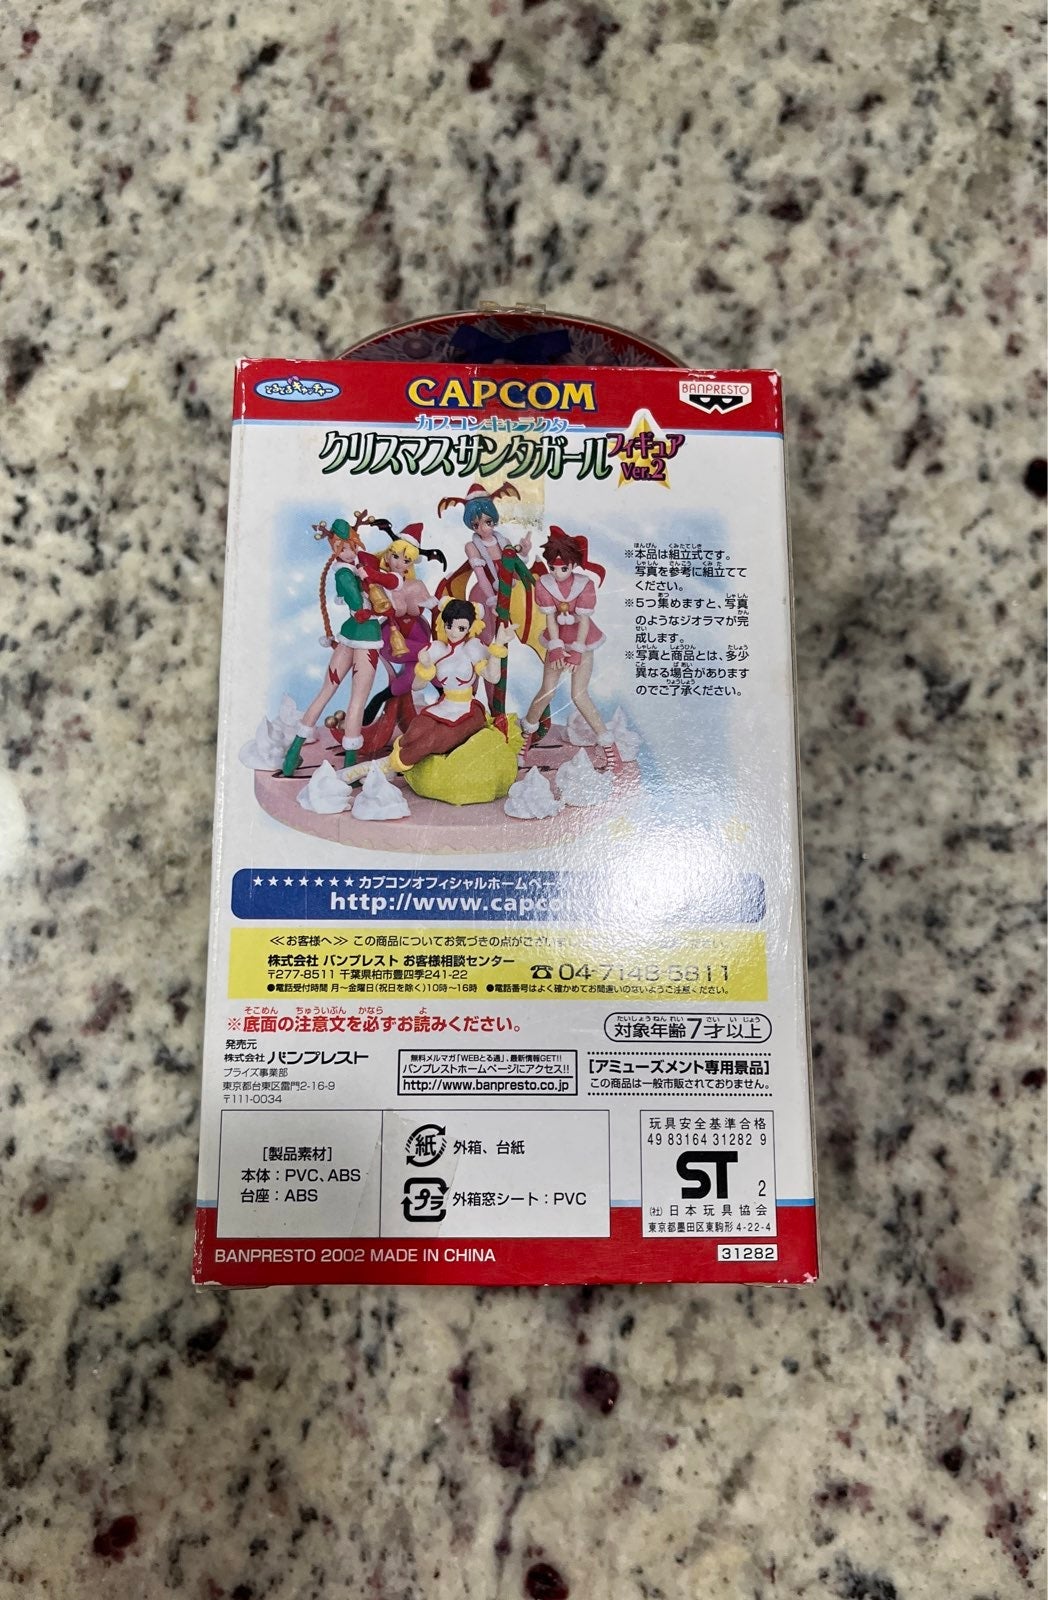 とるとるキャッチャー
CAPCOM
BANPRESTO
カプコンキャラクター
クリスマスサンタガールフィギュア
Ver.2
※本品は組立式です。
写真を参考に組立てて
ください。
※5つ集めますと、写真
のようなジオラマが完
成します。
※写真と商品とは、多少
異なる場合があります
のでご了承ください。
★★★★★★★カプコンオフィシャルホームペー
http://www.capco
≪お客様へ≫ この商品についてお気づきの点がございまし
株式会社 バンプレスト お客様相談センター
〒277-8511 千葉県柏市豊四季241-22
☎04-7148-5811
●電話受付時間 月～金曜日(祝日を除く)10時～16時 ●電話番号はよく確かめてお間違いのないようご注意ください。
※底面の注意文を必ずお読みください。
対象年齢7才以上
発売元
株式会社 バンプレスト
プライズ事業部
東京都台東区雷門2-16-9
〒111-0034
無料メルマガ「WEBとる通」、最新情報GET!!
バンプレストホームページにアクセス!!
http://www.banpresto.co.jp
[アミューズメント専用景品]
この商品は一般市販されておりません。
[製品素材]
本体：PVC、ABS
台座：ABS
紙 外箱、台紙
プラ 外箱窓シート：PVC
玩具安全基準合格
49 83164 31282 9
ST 2
(社)日本玩具協会
東京都墨田区東駒形4-22-4
BANPRESTO 2002 MADE IN CHINA
31282